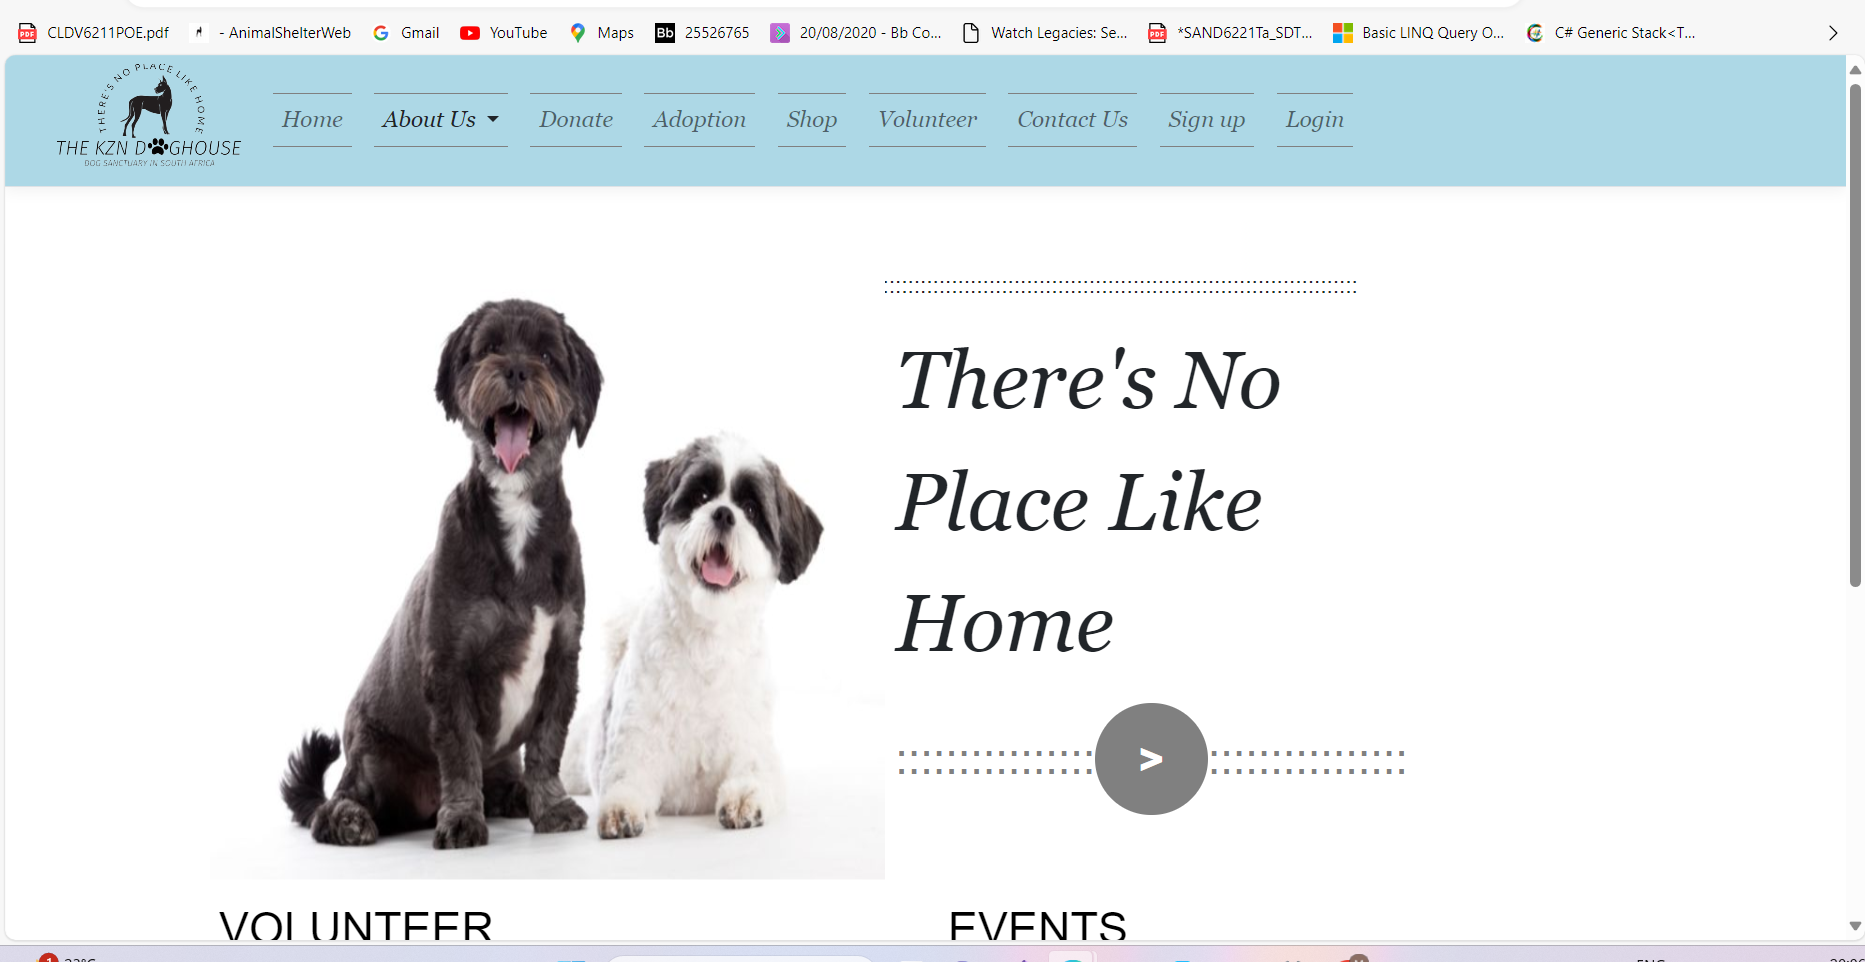 CLDV6211POE.pdf - AnimalShelterWeb Gmail YouTube Maps Bb 25526765 20/08/2020 - Bb Co... Watch Legacies: Se... *SAND6221Ta_SDT... Basic LINQ Query O... C# Generic Stack<T...
THERE'S NO PLACE LIKE HOME
THE KZN DOGHOUSE
DOG SANCTUARY IN SOUTH AFRICA
Home About Us Donate Adoption Shop Volunteer Contact Us Sign up Login
There's No
Place Like
Home
>
VOLUNTEER EVENTS